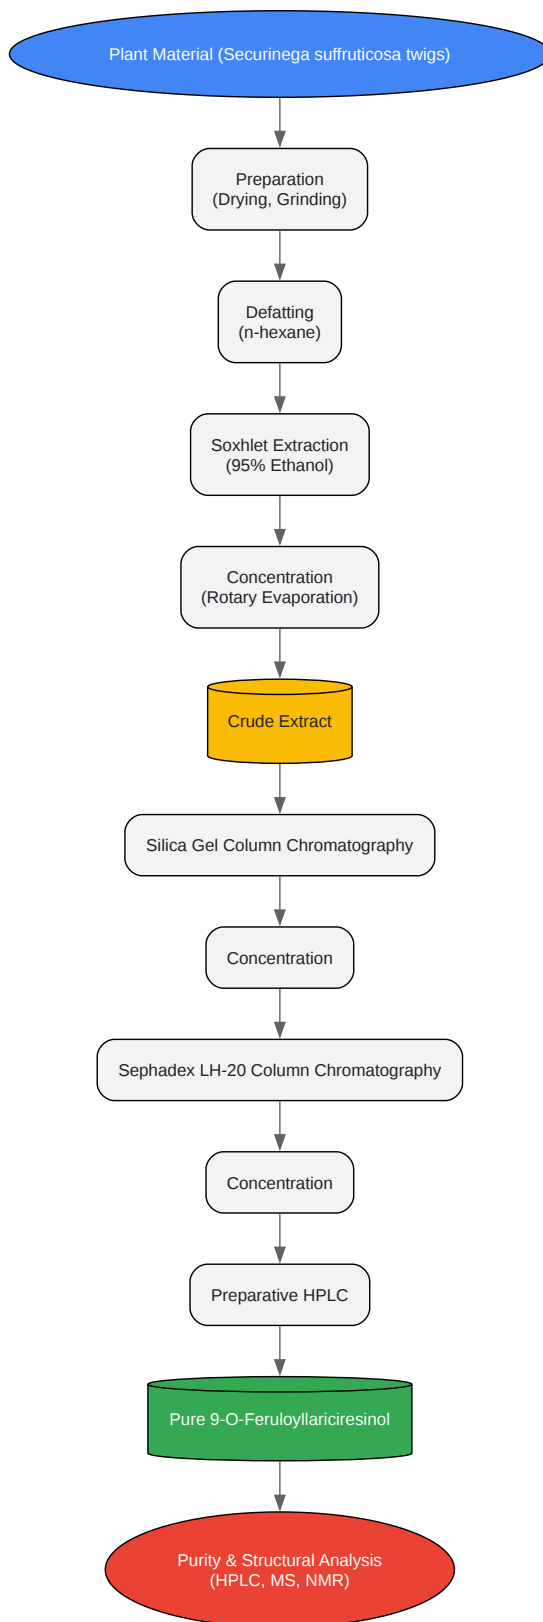 Plant Material (Securinega suffruticosa twigs)
Preparation
(Drying, Grinding)
Defatting
(n-hexane)
Soxhlet Extraction
(95% Ethanol)
Concentration
(Rotary Evaporation)
Crude Extract
Silica Gel Column Chromatography
Concentration
Sephadex LH-20 Column Chromatography
Concentration
Preparative HPLC
Pure 9-O-Feruloyllariciresinol
Purity & Structural Analysis
(HPLC, MS, NMR)